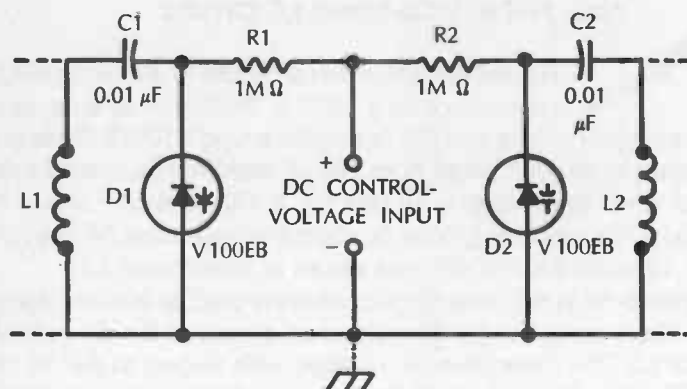 C1
R1
R2
C2
0.01 μF
1M Ω
1M Ω
0.01
μF
L1
D1
+
DC CONTROL-
VOLTAGE INPUT
−
L2
V100EB
D2
V100EB